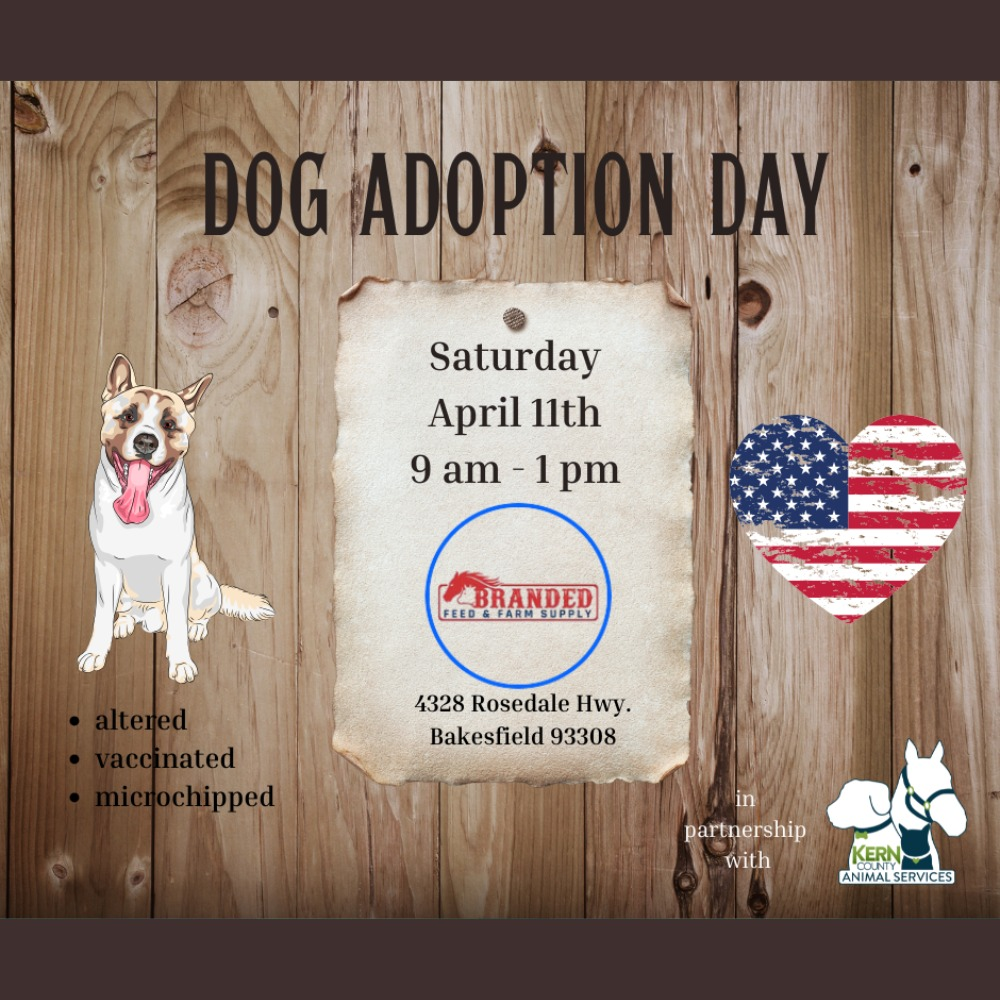 DOG ADOPTION DAY
Saturday
April 11th
9 am - 1 pm
BRANDED
FEED & FARM SUPPLY
4328 Rosedale Hwy.
Bakesfield 93308
• altered
• vaccinated
• microchipped
in
partnership
with
KERN
COUNTY
ANIMAL SERVICES